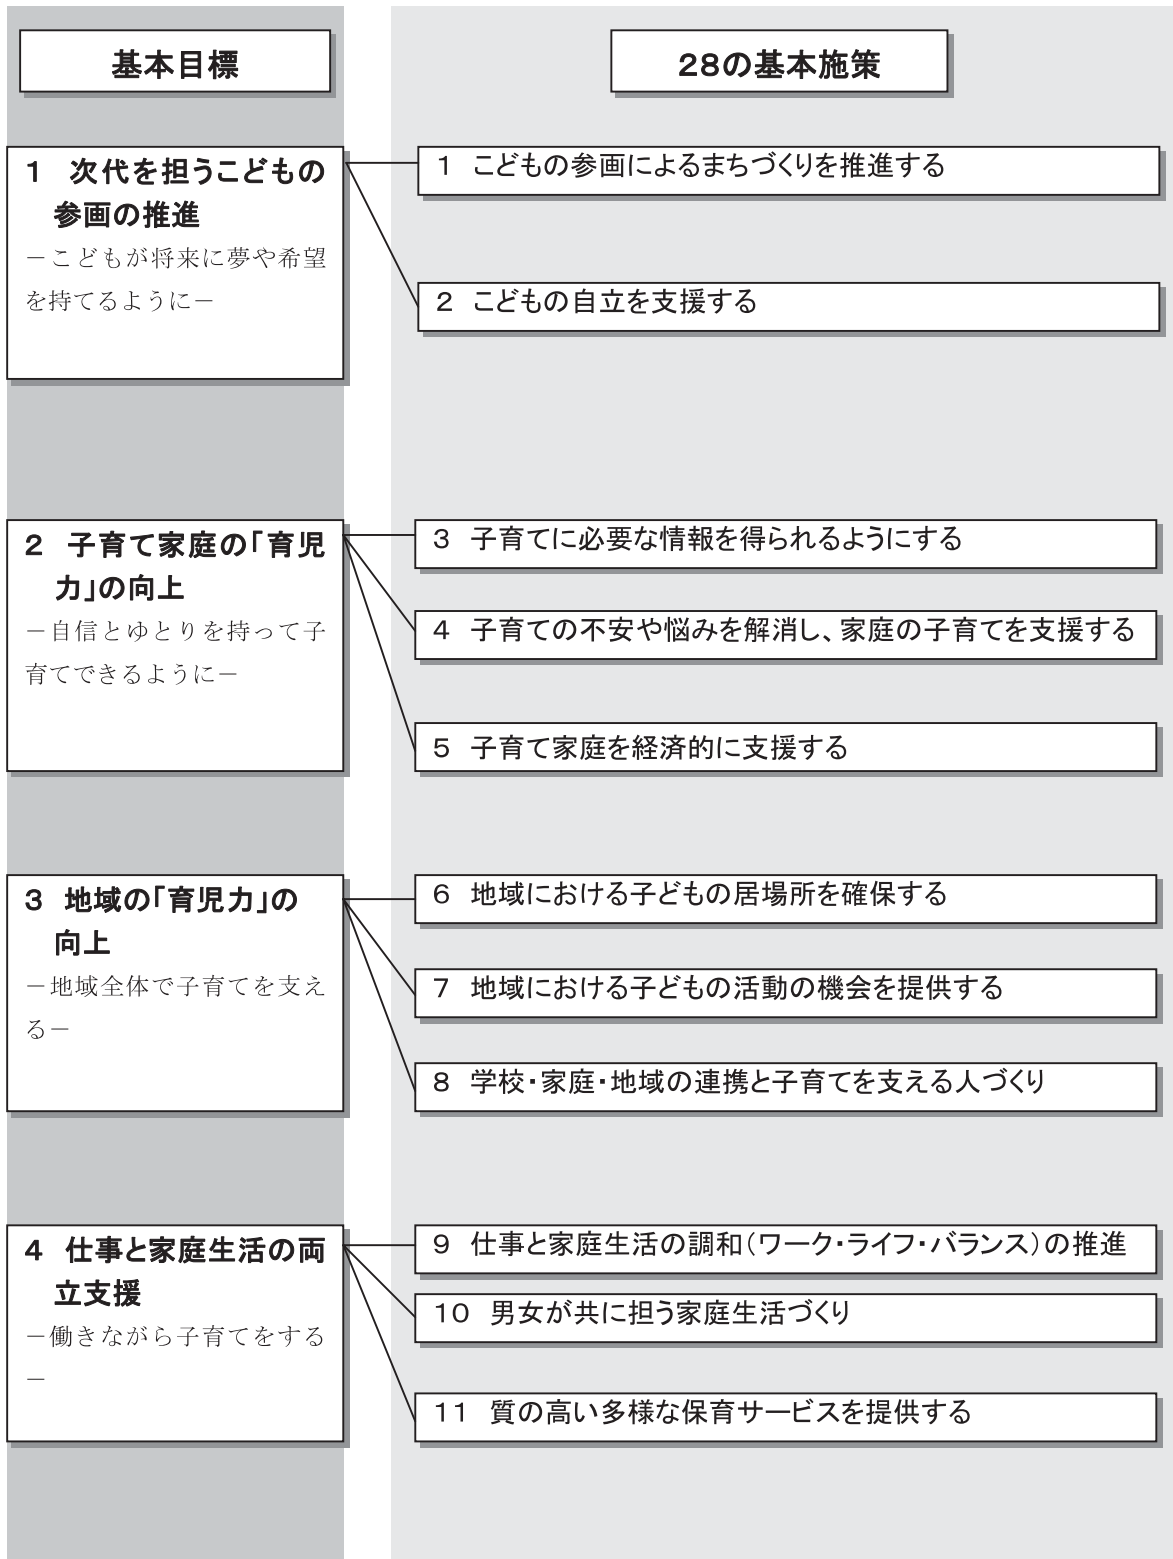 基本目標
28の基本施策
1　次代を担うこどもの
参画の推進
－こどもが将来に夢や希望
を持てるように－
1　こどもの参画によるまちづくりを推進する
2　こどもの自立を支援する
2　子育て家庭の「育児
力」の向上
－自信とゆとりを持って子
育てできるように－
3　子育てに必要な情報を得られるようにする
4　子育ての不安や悩みを解消し、家庭の子育てを支援する
5　子育て家庭を経済的に支援する
3　地域の「育児力」の
向上
－地域全体で子育てを支え
る－
6　地域における子どもの居場所を確保する
7　地域における子どもの活動の機会を提供する
8　学校・家庭・地域の連携と子育てを支える人づくり
4　仕事と家庭生活の両
立支援
－働きながら子育てをする
－
9　仕事と家庭生活の調和（ワーク・ライフ・バランス）の推進
10　男女が共に担う家庭生活づくり
11　質の高い多様な保育サービスを提供する